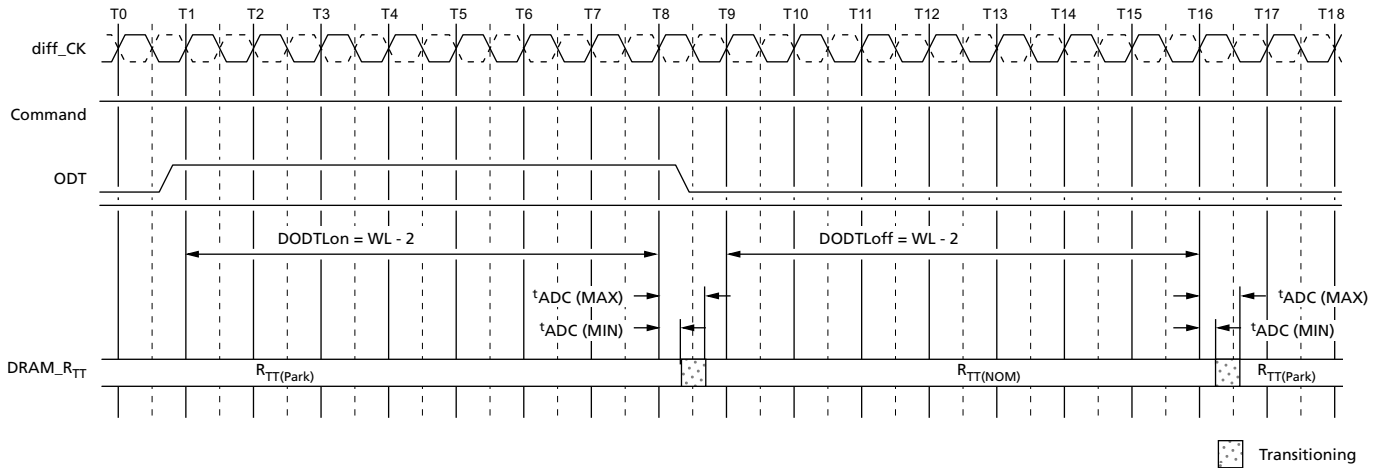 T0 T1 T2 T3 T4 T5 T6 T7 T8 T9 T10 T11 T12 T13 T14 T15 T16 T17 T18
diff_CK
Command
ODT
DODTLon = WL - 2 DODTLoff = WL - 2
tADC (MAX) tADC (MAX)
tADC (MIN) tADC (MIN)
DRAM_RTT RTT(Park) RTT(NOM) RTT(Park)
Transitioning